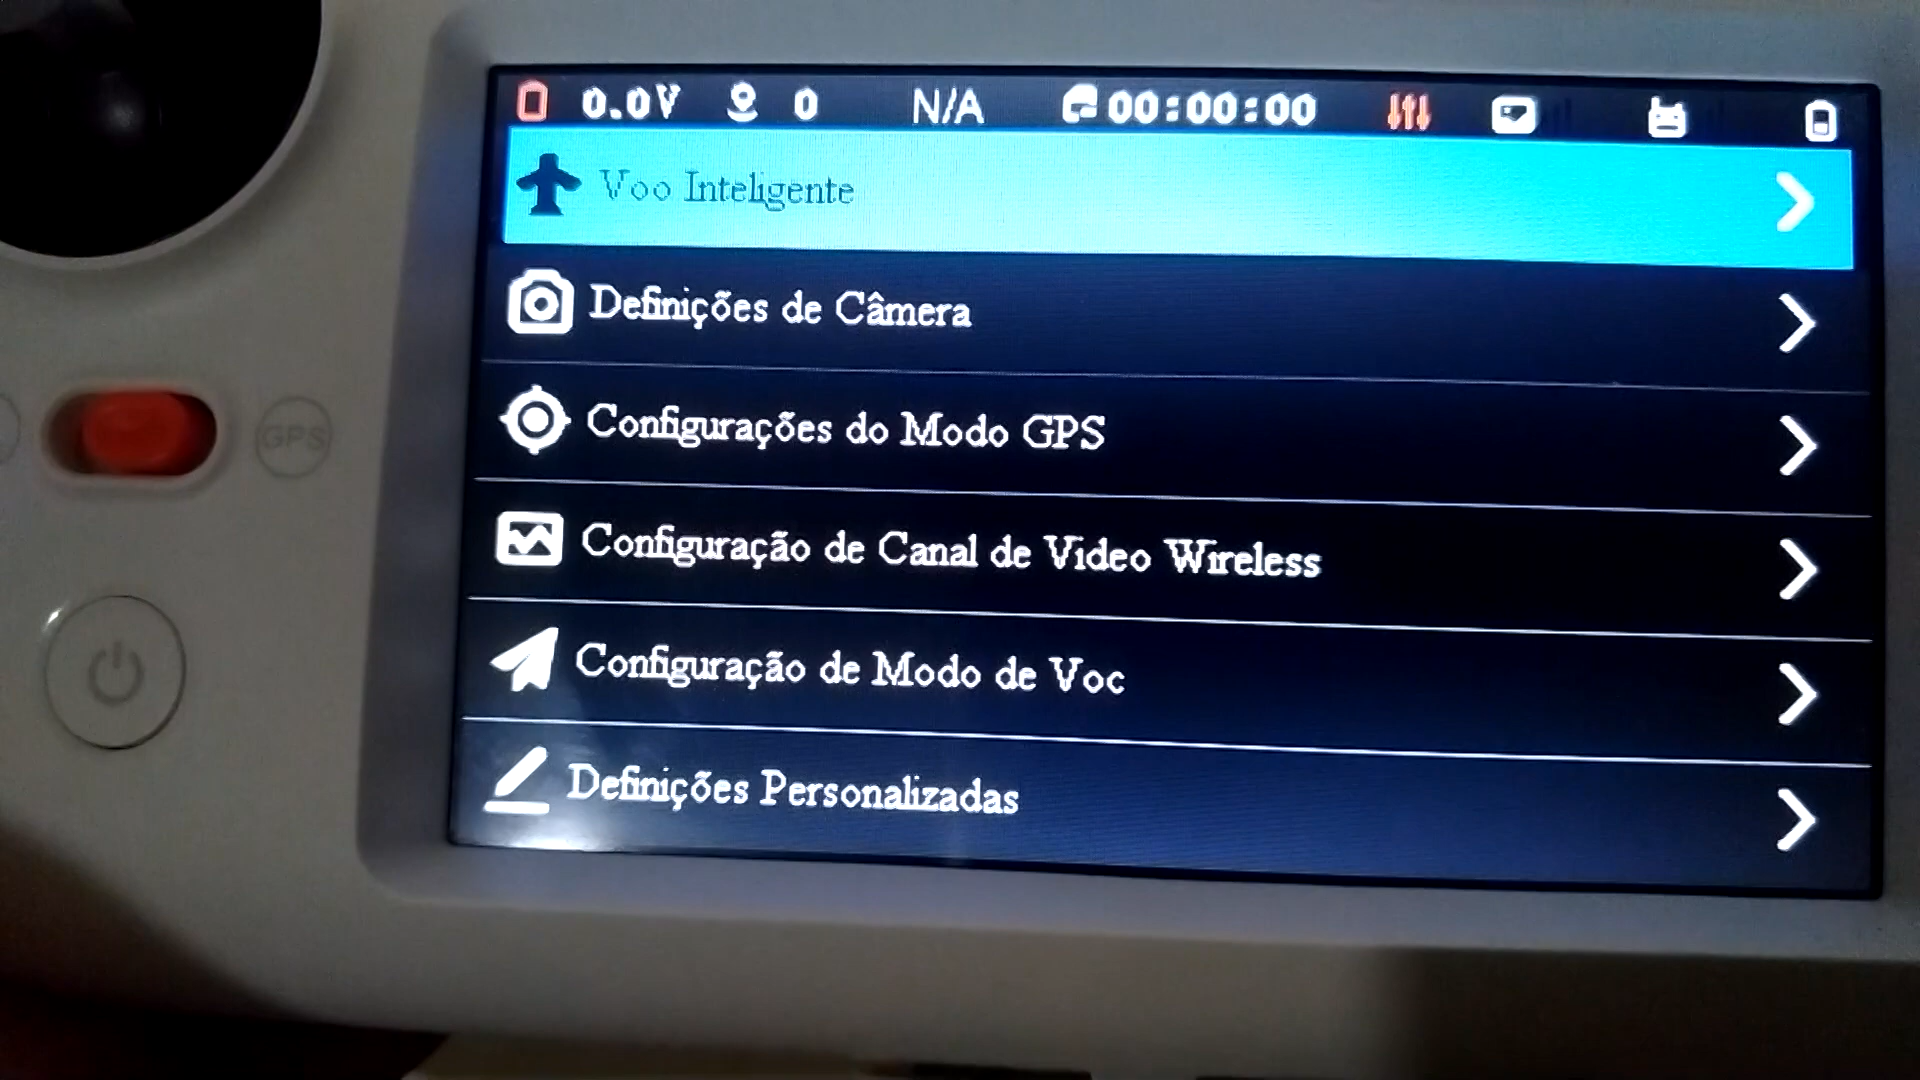 0.0V 0 N/A 00:00:00
Voo Inteligente
Definições de Câmera
Configurações do Modo GPS
GPS
Configuração de Canal de Video Wireless
Configuração de Modo de Voc
Definições Personalizadas